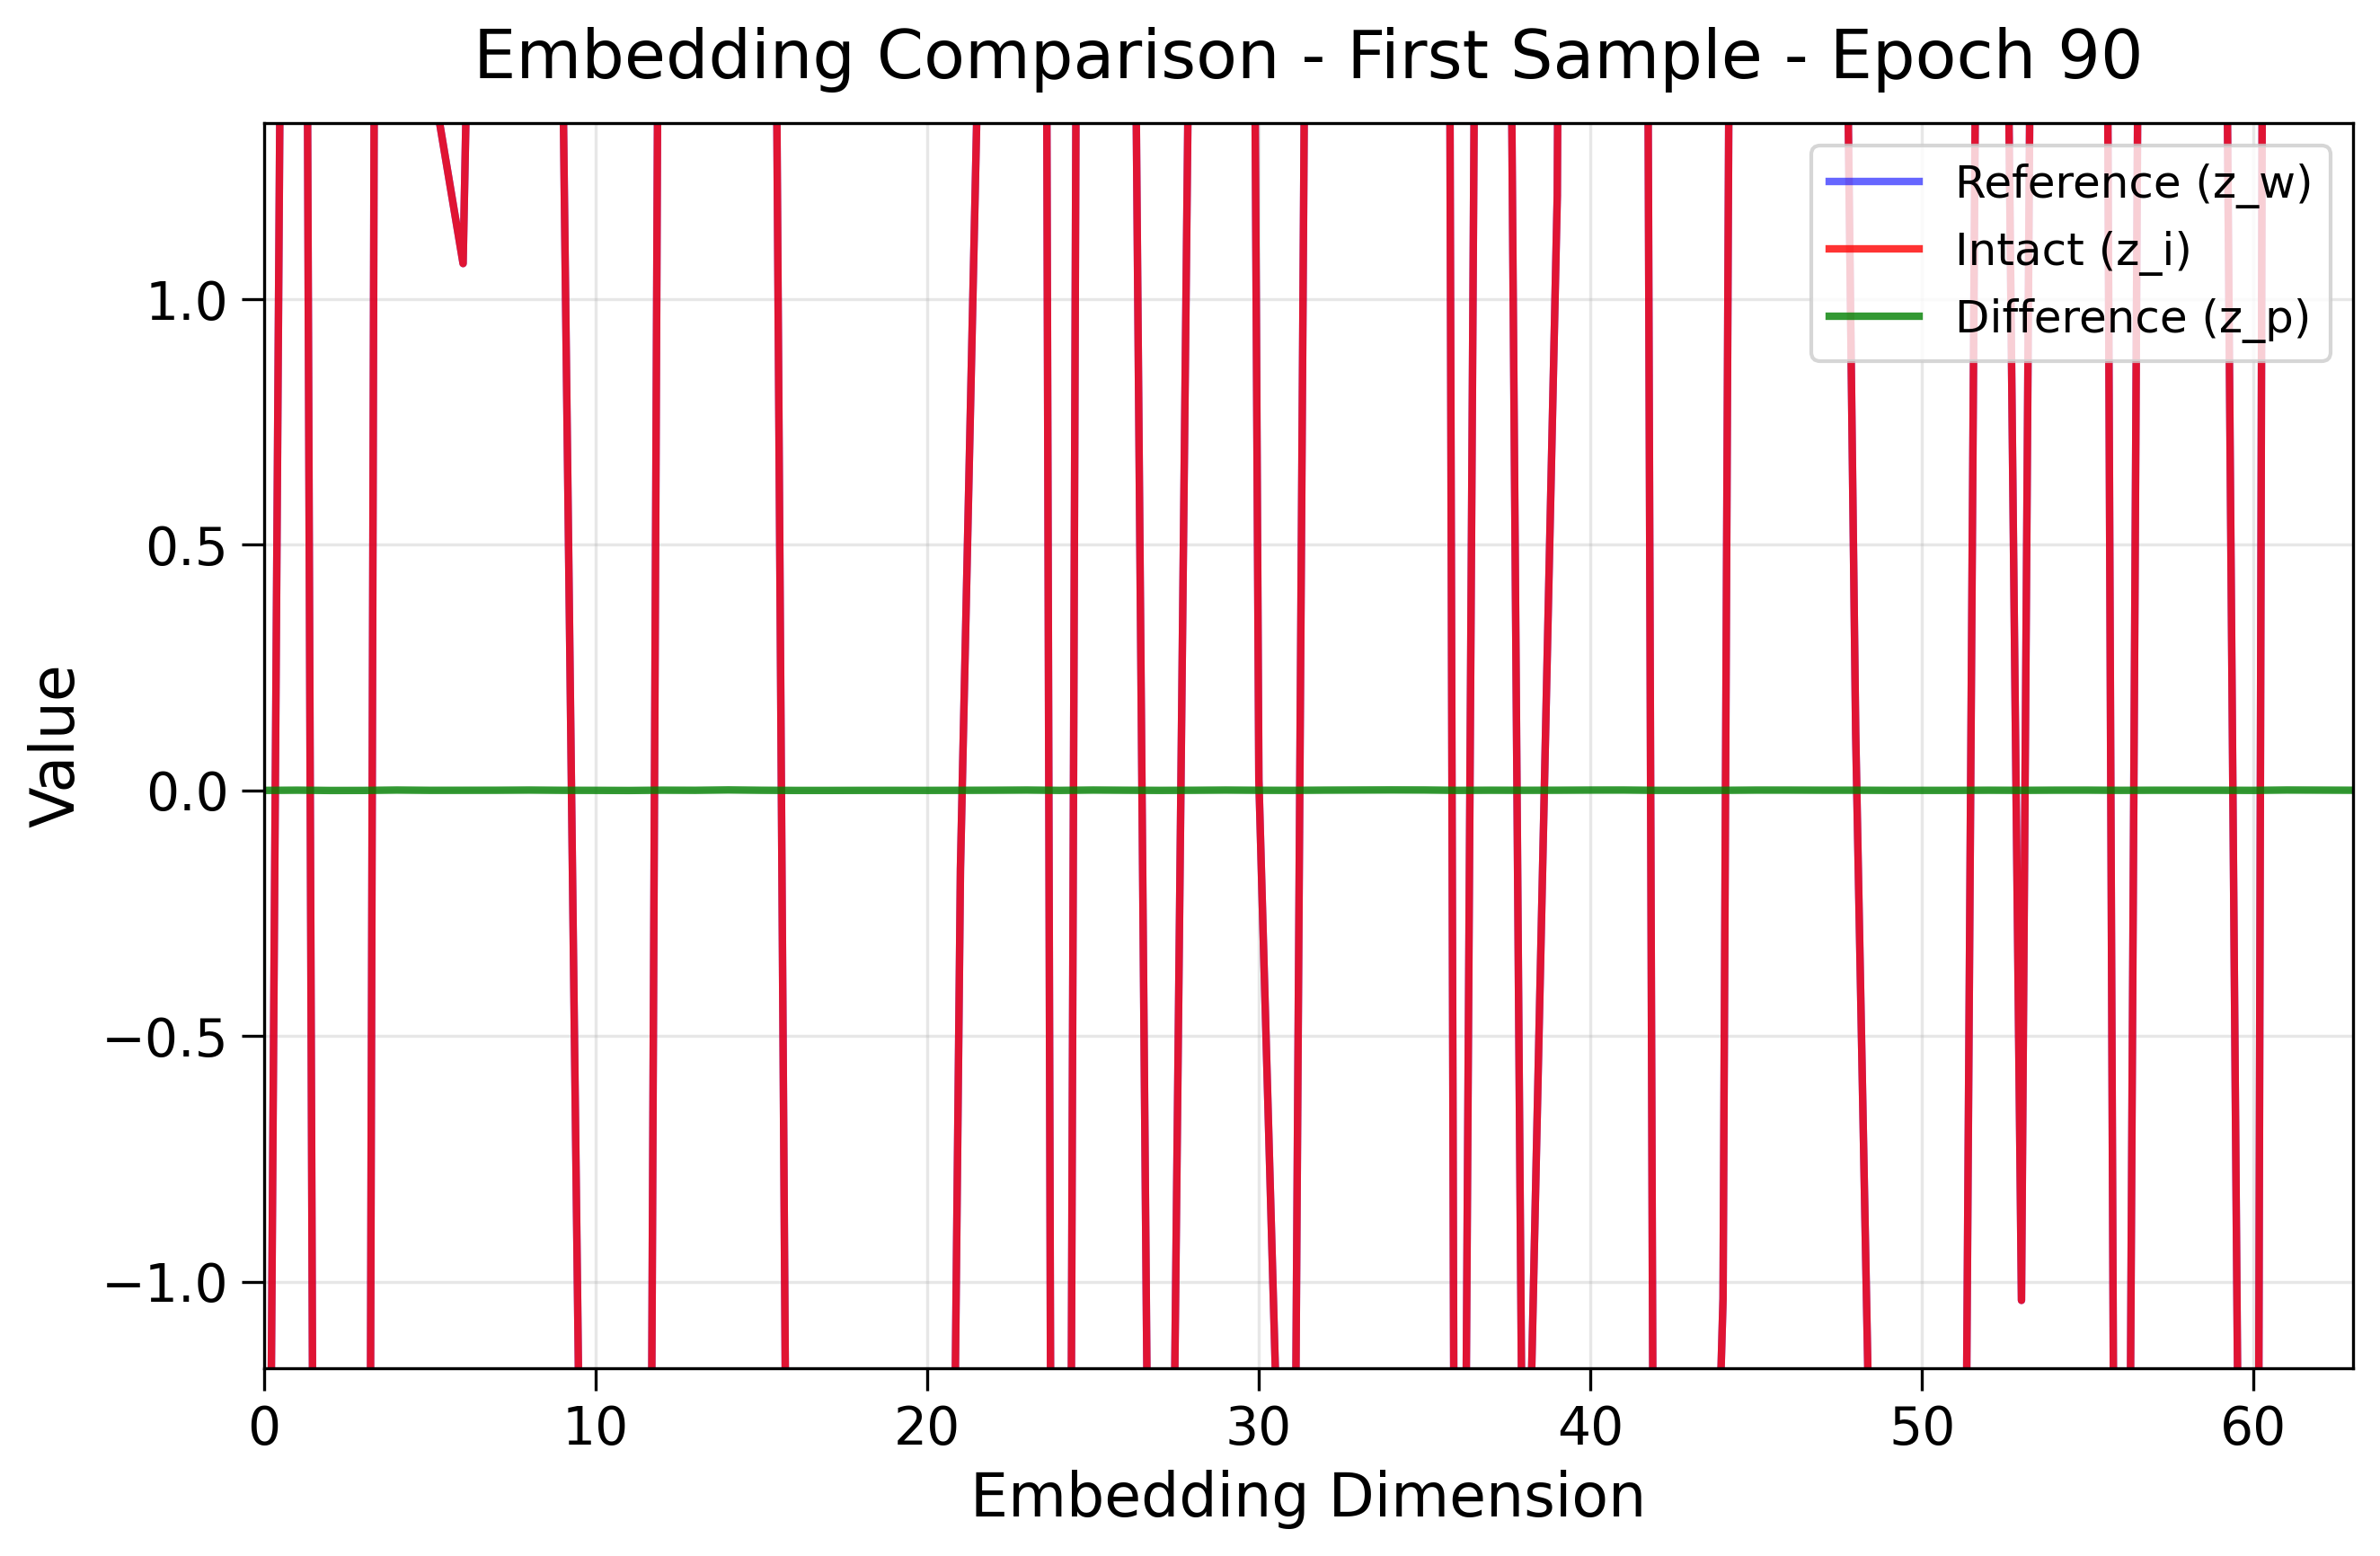 Embedding Comparison - First Sample - Epoch 90
Reference (z_w)
Intact (z_i)
Difference (z_p)
Value
1.0
0.5
0.0
−0.5
−1.0
0 10 20 30 40 50 60
Embedding Dimension